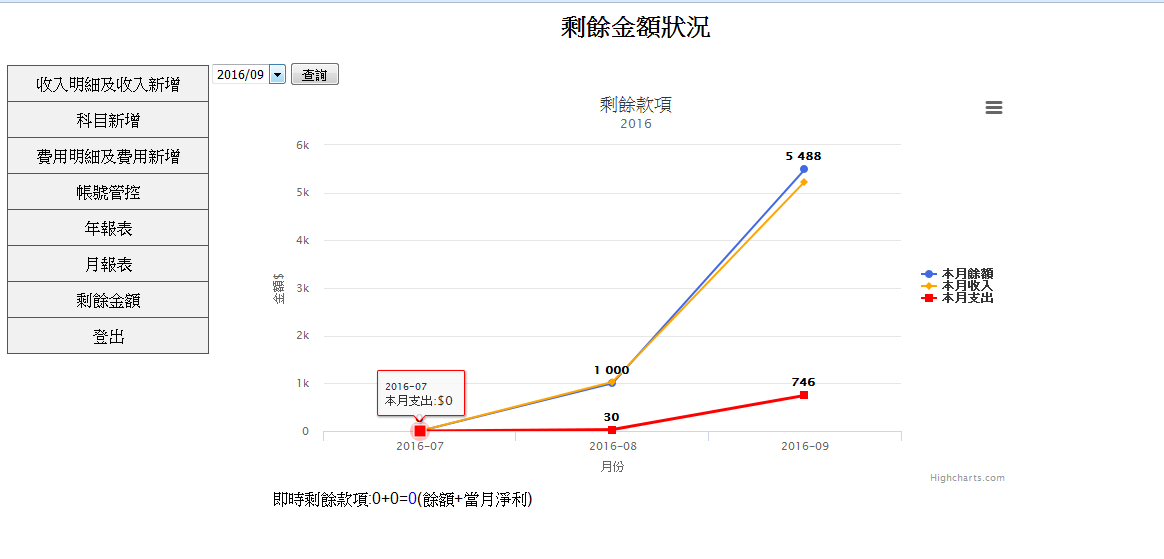 剩餘金額狀況
收入明細及收入新增
科目新增
費用明細及費用新增
帳號管控
年報表
月報表
剩餘金額
登出
2016/09 查詢
剩餘款項
2016
金額$
6k
5k
4k
3k
2k
1k
0
5 488
1 000
746
30
2016-07
本月支出:$0
2016-07 2016-08 2016-09
月份
本月餘額
本月收入
本月支出
Highcharts.com
即時剩餘款項:0+0=0(餘額+當月淨利)